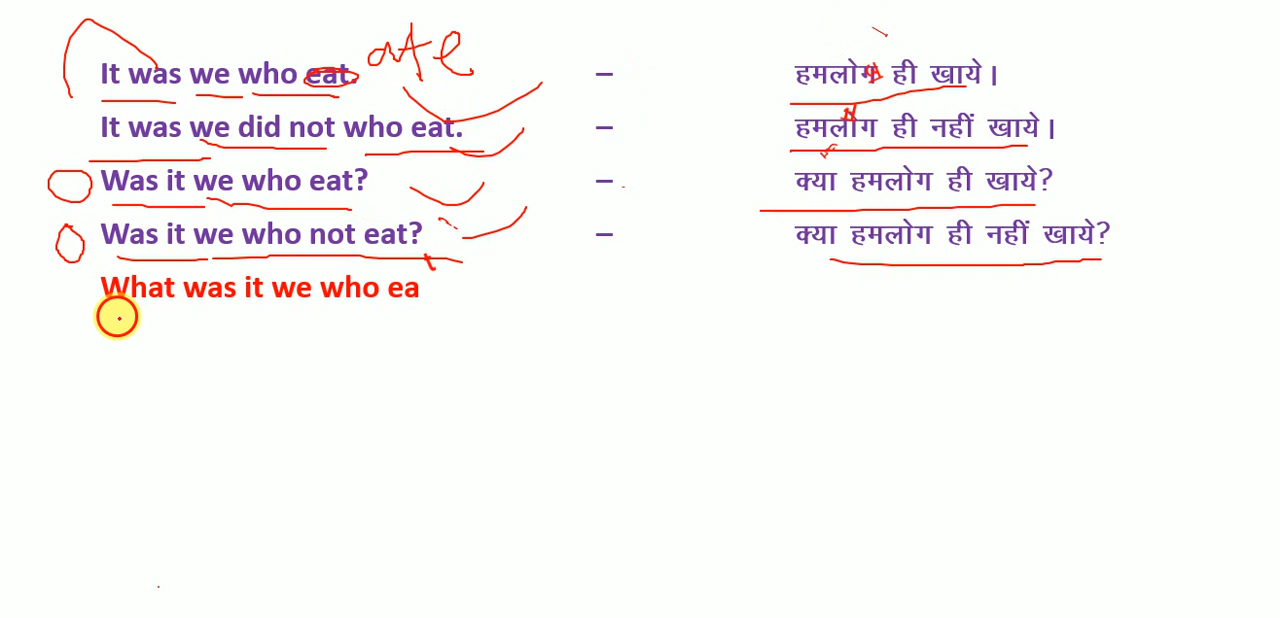 It was we who eat. ate – हमलोग ही खाये।
It was we did not who eat. – हमलोग ही नहीं खाये।
Was it we who eat? – क्या हमलोग ही खाये?
Was it we who not eat? – क्या हमलोग ही नहीं खाये?
What was it we who ea